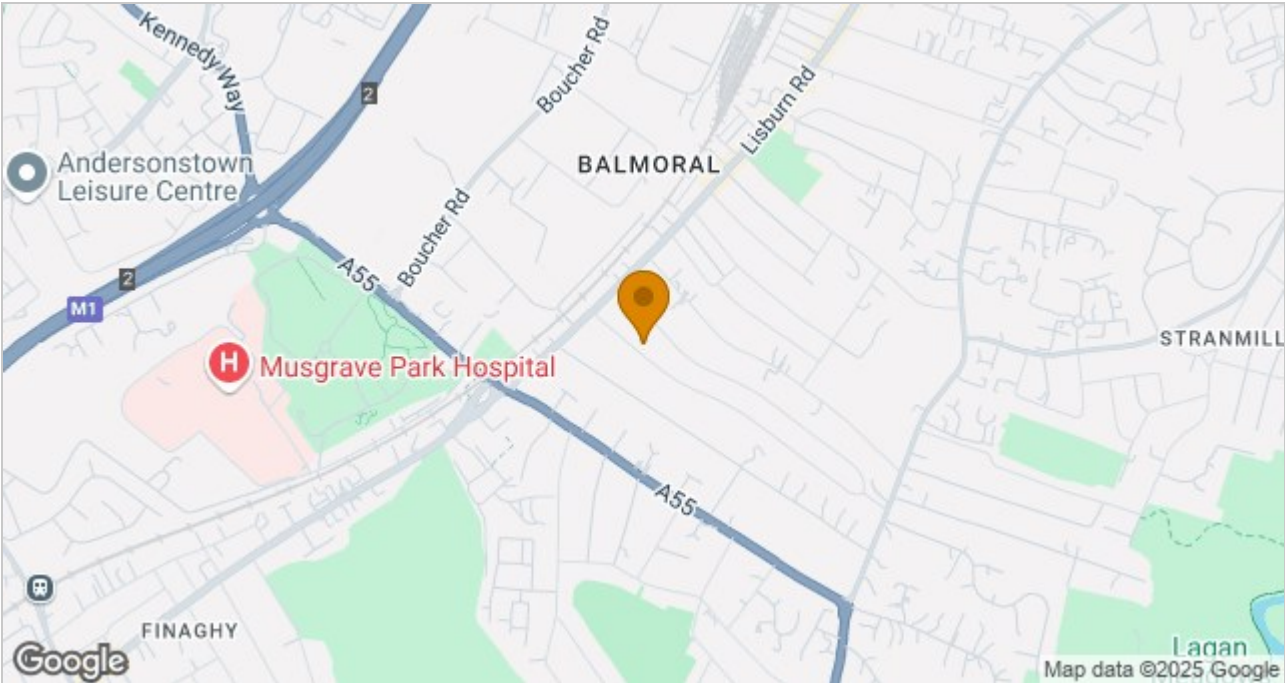 Kennedy Way
2
Boucher Rd
Lisburn Rd
BALMORAL
Andersonstown
Leisure Centre
Boucher Rd
A55
2
M1
H
Musgrave Park Hospital
STRANMILL
A55
FINAGHY
Lagan
Google
Map data ©2025 Google